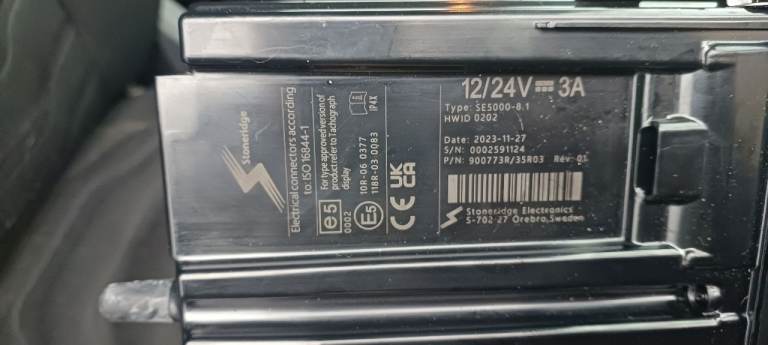 Stoneridge
Electrical connectors according
to: ISO 16844-1
For type approved version of
product refer to Tachograph
display
IP4X
e5
0002
10R-06 0377
118R-03 0083
E5
CE
UK
CA
12/24V 3A
Type: SE5000-8.1
HWID 0202
Date: 2023-11-27
S/N: 0002591124
P/N: 900773R/35R03 Rev: 01
Stoneridge Electronics
S-702 27 Örebro, Sweden